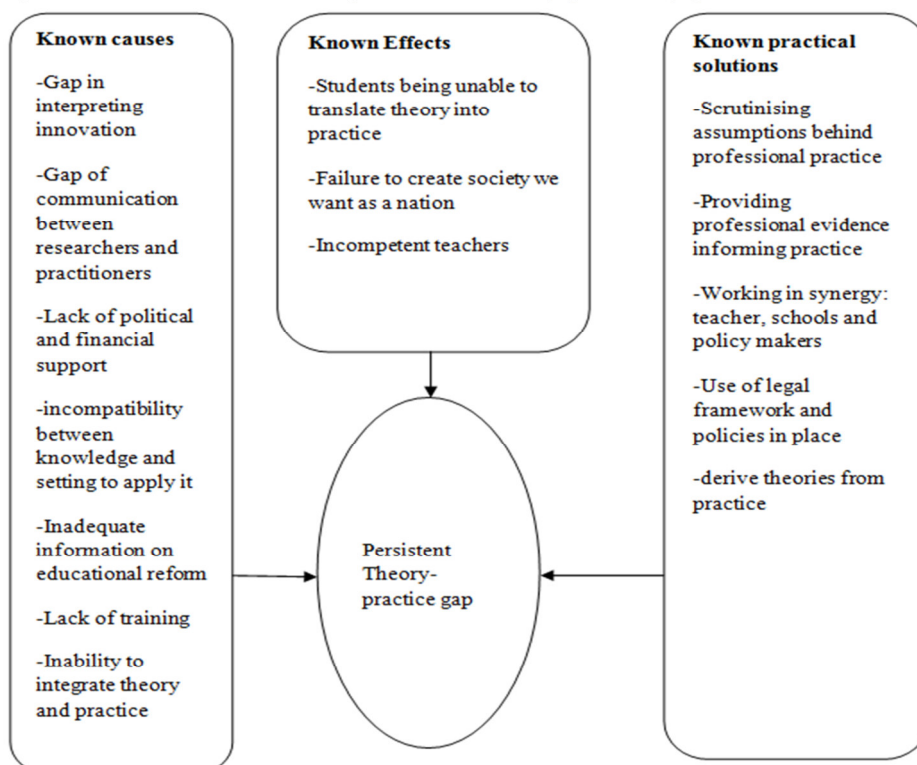 Known causes
-Gap in
interpreting
innovation
-Gap of
communication
between
researchers and
practitioners
-Lack of political
and financial
support
-incompatibility
between
knowledge and
setting to apply it
-Inadequate
information on
educational reform
-Lack of training
-Inability to
integrate theory
and practice
Known Effects
-Students being unable to
translate theory into
practice
-Failure to create society we
want as a nation
-Incompetent teachers
Known practical
solutions
-Scrutinising
assumptions behind
professional practice
-Providing
professional evidence
informing practice
-Working in synergy:
teacher, schools and
policy makers
-Use of legal
framework and
policies in place
-derive theories from
practice
Persistent
Theory-
practice gap